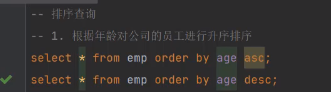 -- 排序查询
-- 1. 根据年龄对公司的员工进行升序排序
select * from emp order by age asc;
select * from emp order by age desc;